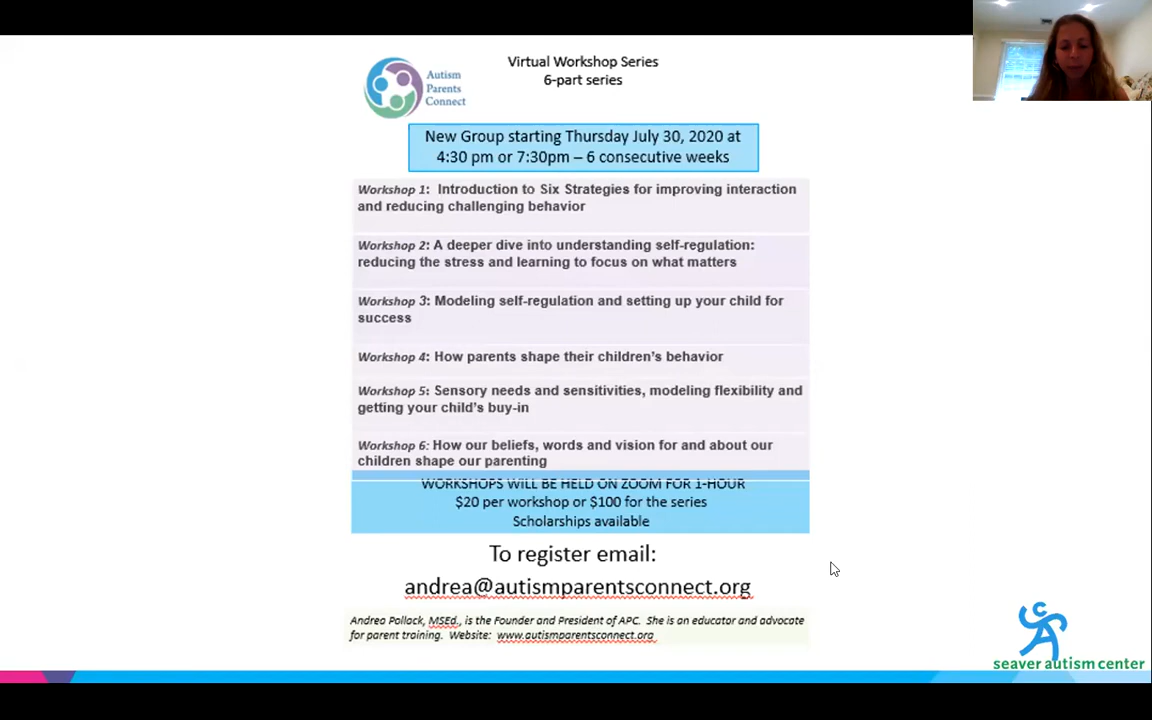 Autism
Parents
Connect
Virtual Workshop Series
6-part series
New Group starting Thursday July 30, 2020 at
4:30 pm or 7:30pm – 6 consecutive weeks
Workshop 1: Introduction to Six Strategies for improving interaction
and reducing challenging behavior
Workshop 2: A deeper dive into understanding self-regulation:
reducing the stress and learning to focus on what matters
Workshop 3: Modeling self-regulation and setting up your child for
success
Workshop 4: How parents shape their children's behavior
Workshop 5: Sensory needs and sensitivities, modeling flexibility and
getting your child's buy-in
Workshop 6: How our beliefs, words and vision for and about our
children shape our parenting
WORKSHOPS WILL BE HELD ON ZOOM FOR 1-HOUR
$20 per workshop or $100 for the series
Scholarships available
To register email:
andrea@autismparentsconnect.org
Andrea Pollack, MSEd., is the Founder and President of APC. She is an educator and advocate
for parent training. Website: www.autismparentsconnect.org
seaver autism center